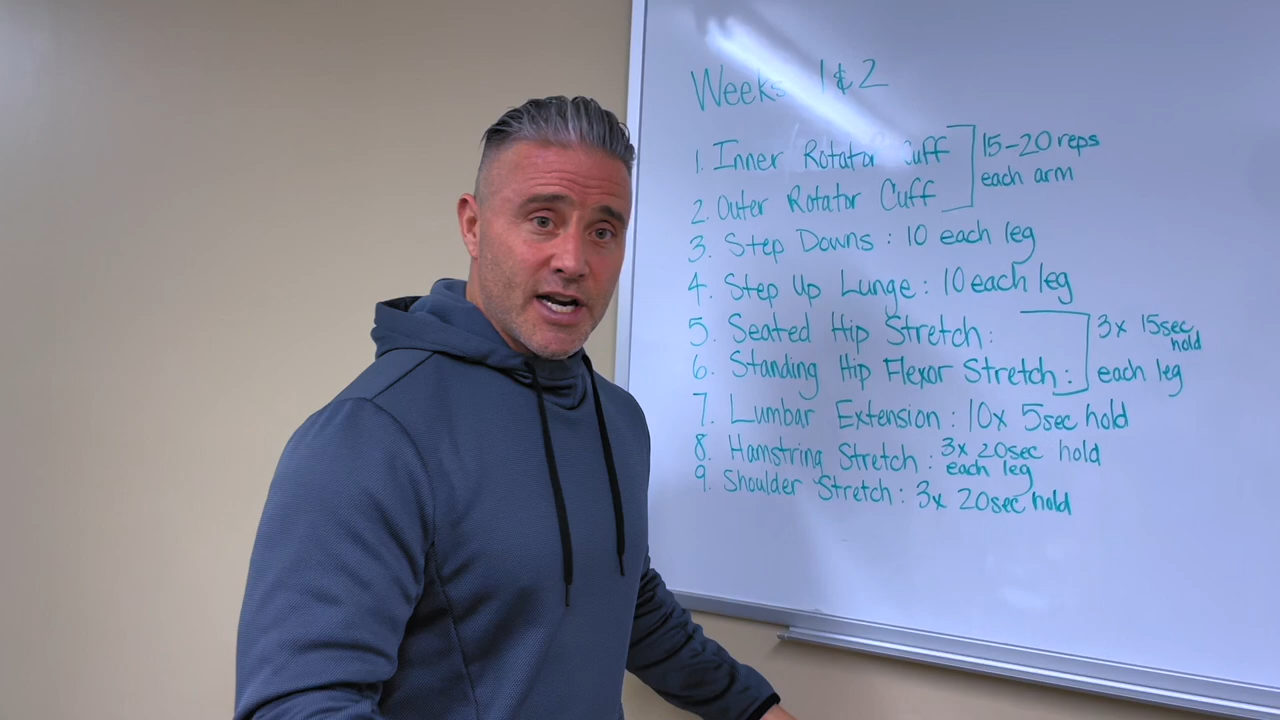 Weeks 1 & 2
1. Inner Rotator Cuff
2. Outer Rotator Cuff
15-20 reps
each arm
3. Step Downs : 10 each leg
4. Step Up Lunge : 10 each leg
5. Seated Hip Stretch :
6. Standing Hip Flexor Stretch :
3x 15sec
hold
each leg
7. Lumbar Extension : 10x 5sec hold
8. Hamstring Stretch : 3x 20sec hold
each leg
9. Shoulder Stretch : 3x 20sec hold